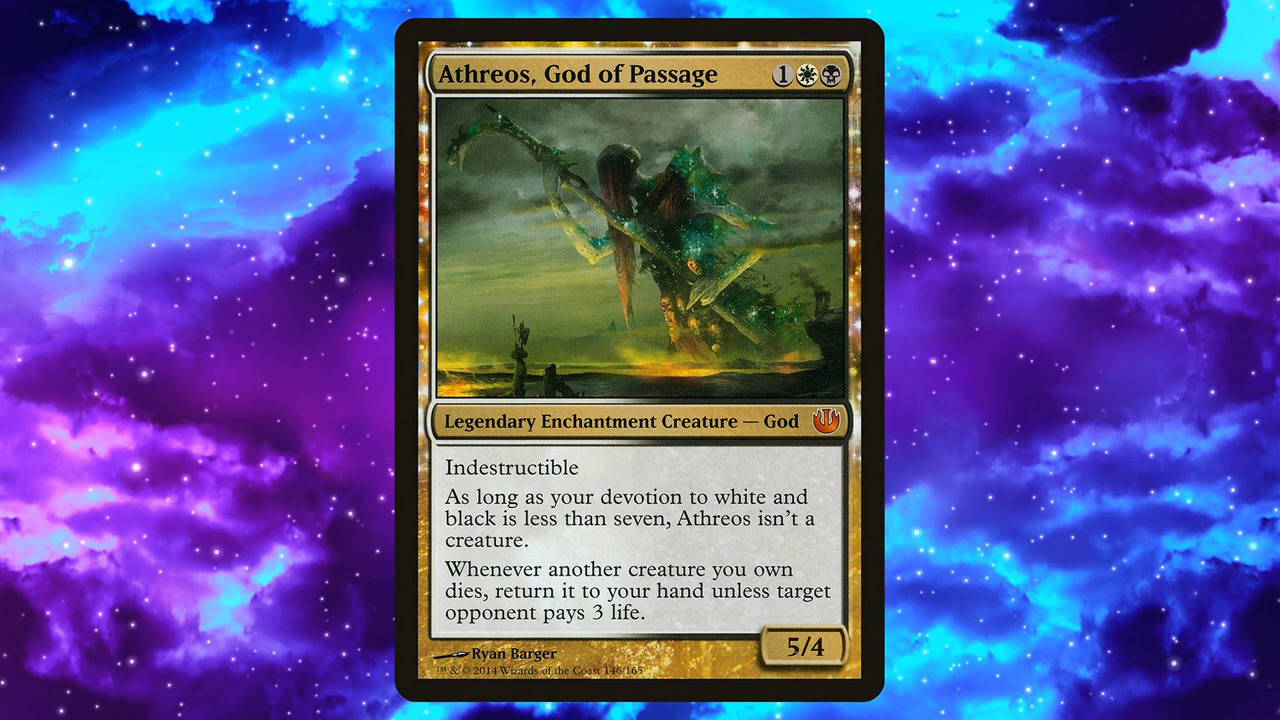 Athreos, God of Passage 1
Legendary Enchantment Creature — God
Indestructible
As long as your devotion to white and
black is less than seven, Athreos isn't a
creature.
Whenever another creature you own
dies, return it to your hand unless target
opponent pays 3 life.
5/4
Ryan Barger
™ & © 2014 Wizards of the Coast 146/165